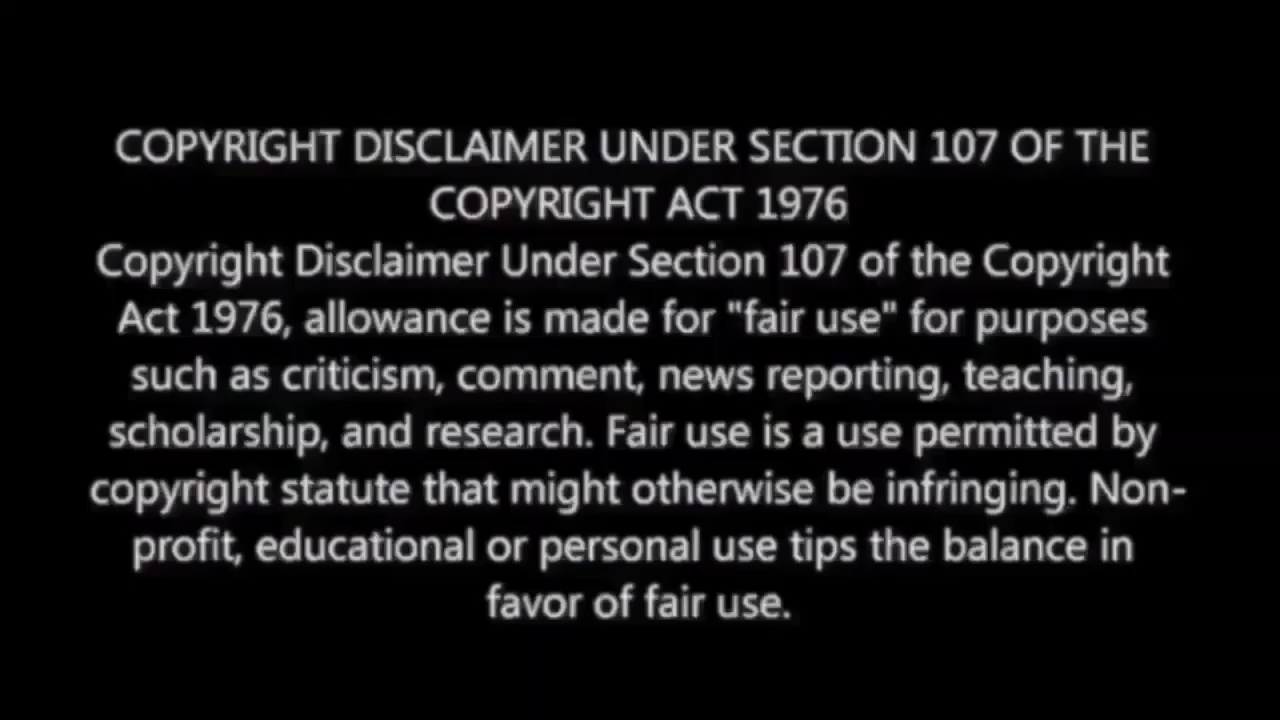 COPYRIGHT DISCLAIMER UNDER SECTION 107 OF THE
COPYRIGHT ACT 1976
Copyright Disclaimer Under Section 107 of the Copyright
Act 1976, allowance is made for "fair use" for purposes
such as criticism, comment, news reporting, teaching,
scholarship, and research. Fair use is a use permitted by
copyright statute that might otherwise be infringing. Non-
profit, educational or personal use tips the balance in
favor of fair use.